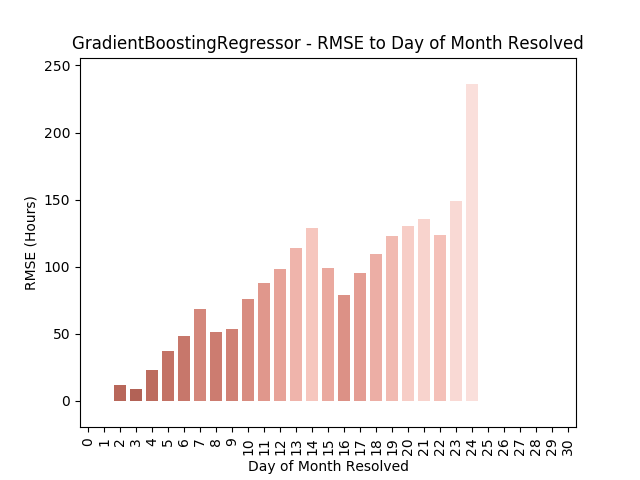 GradientBoostingRegressor - RMSE to Day of Month Resolved
250
200
150
100
50
0
RMSE (Hours)
0 1 2 3 4 5 6 7 8 9 10 11 12 13 14 15 16 17 18 19 20 21 22 23 24 25 26 27 28 29 30
Day of Month Resolved